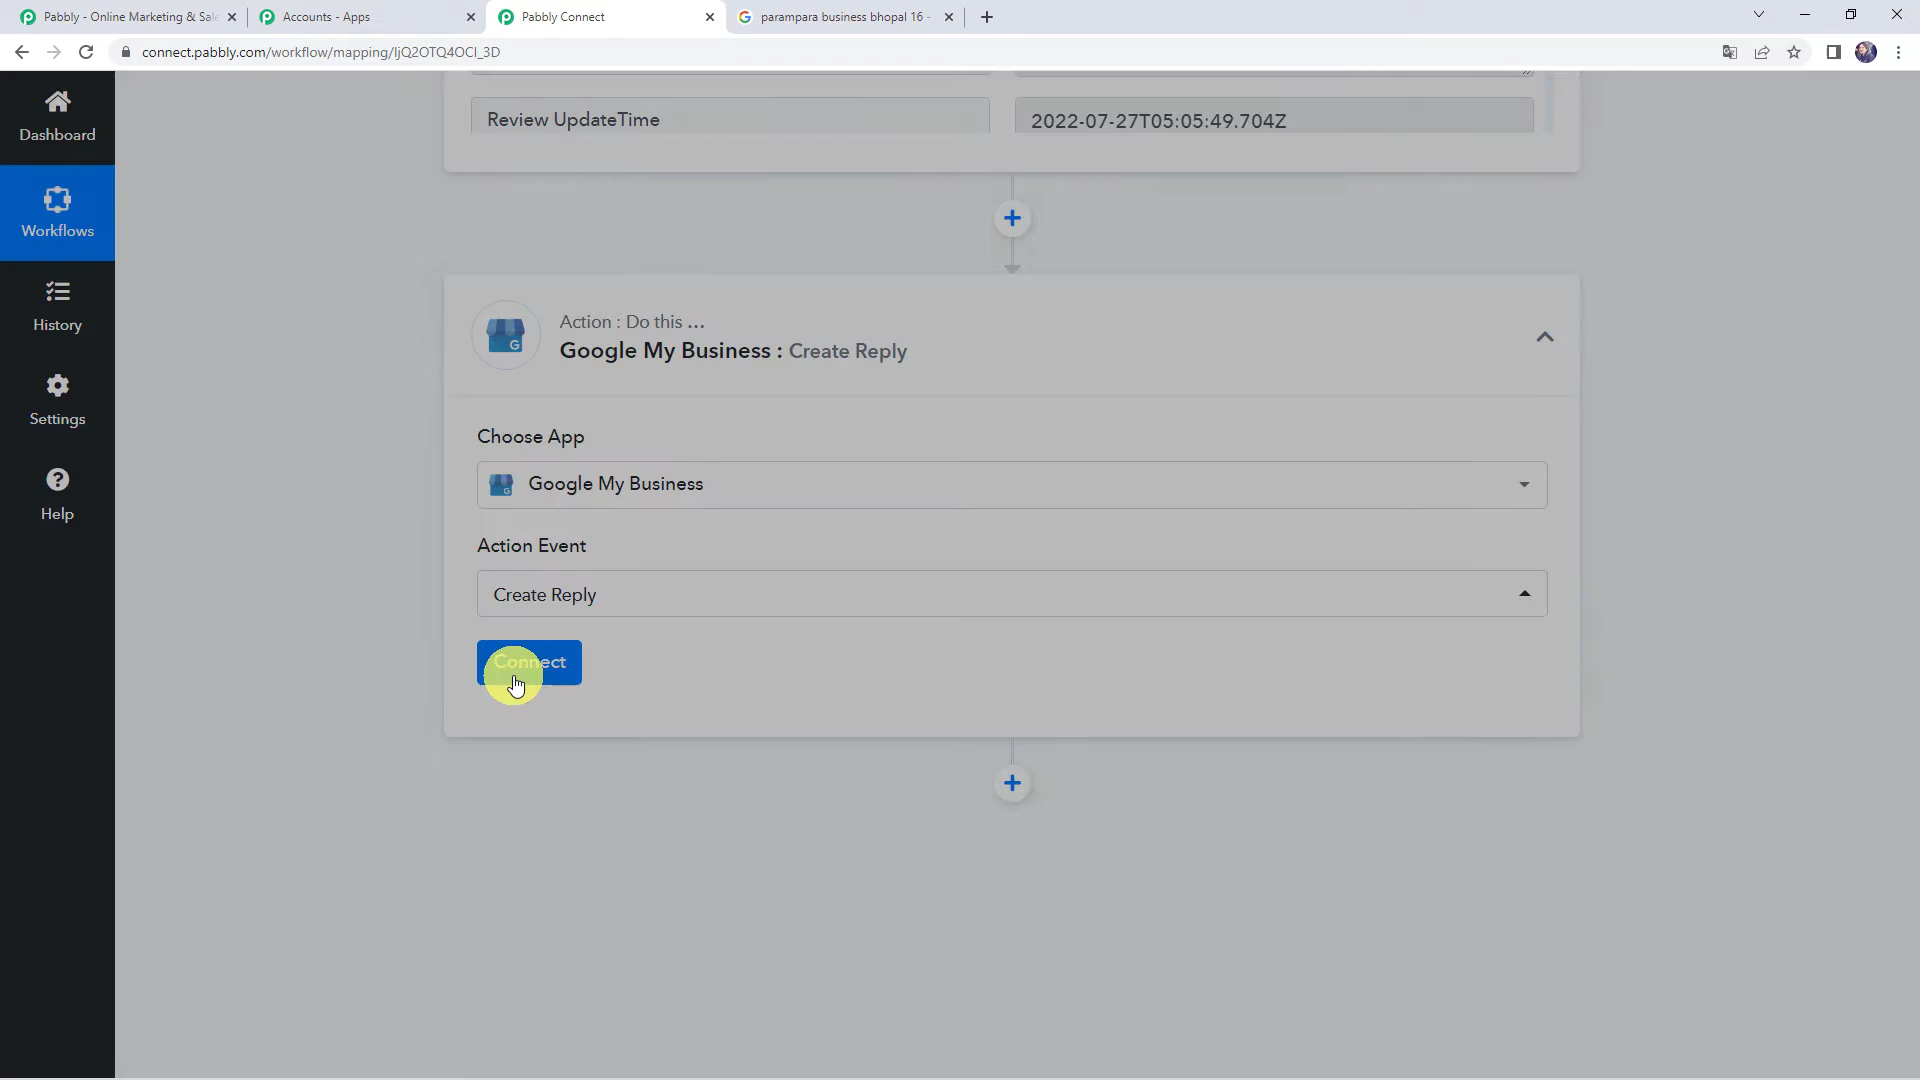 Pabbly - Online Marketing & Sal
Accounts - Apps
Pabbly Connect
parampara business bhopal 16 -
connect.pabbly.com/workflow/mapping/IjQ2OTQ4OCI_3D
Dashboard
Workflows
History
Settings
Help
Review UpdateTime
2022-07-27T05:05:49.704Z
Action : Do this ...
Google My Business : Create Reply
Choose App
Google My Business
Action Event
Create Reply
Connect